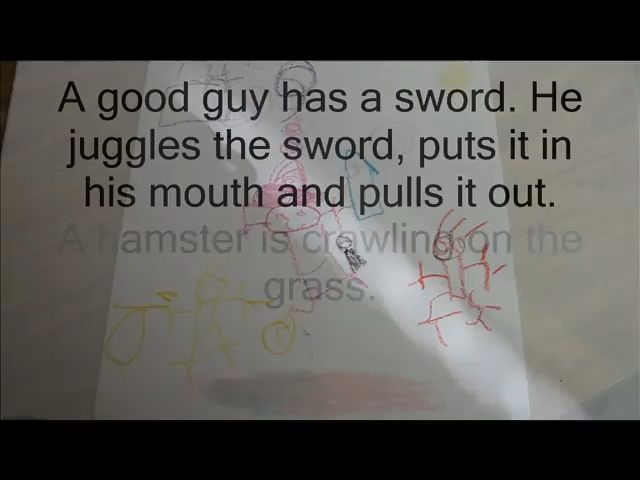 A good guy has a sword. He
juggles the sword, puts it in
his mouth and pulls it out.
A hamster is crawling on the
grass.